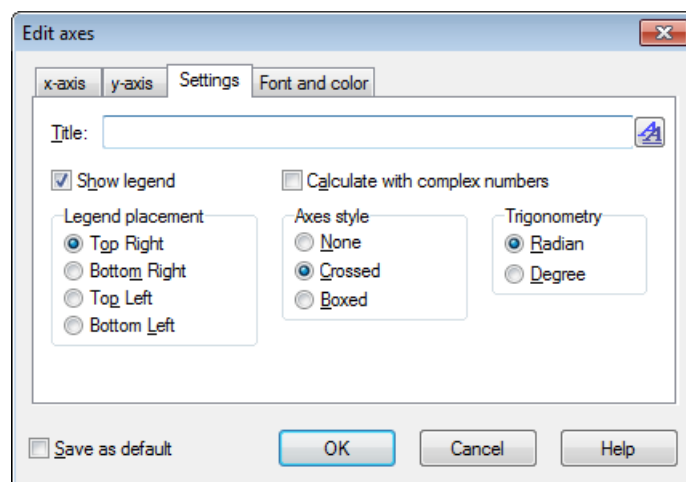 Edit axes
x-axis y-axis Settings Font and color
Title:
Show legend Calculate with complex numbers
Legend placement Axes style Trigonometry
Top Right None Radian
Bottom Right Crossed Degree
Top Left Boxed
Bottom Left
Save as default OK Cancel Help